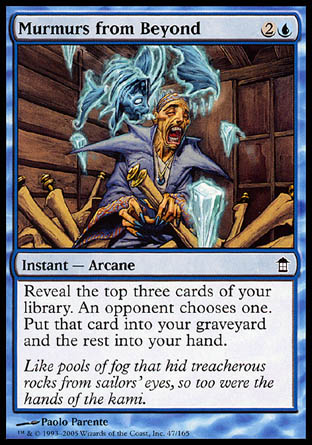 Murmurs from Beyond 2
Instant — Arcane
Reveal the top three cards of your
library. An opponent chooses one.
Put that card into your graveyard
and the rest into your hand.
Like pools of fog that hid treacherous
rocks from sailors' eyes, so too were the
hands of the kami.
Paolo Parente
™ & © 1993–2005 Wizards of the Coast, Inc. 47/165